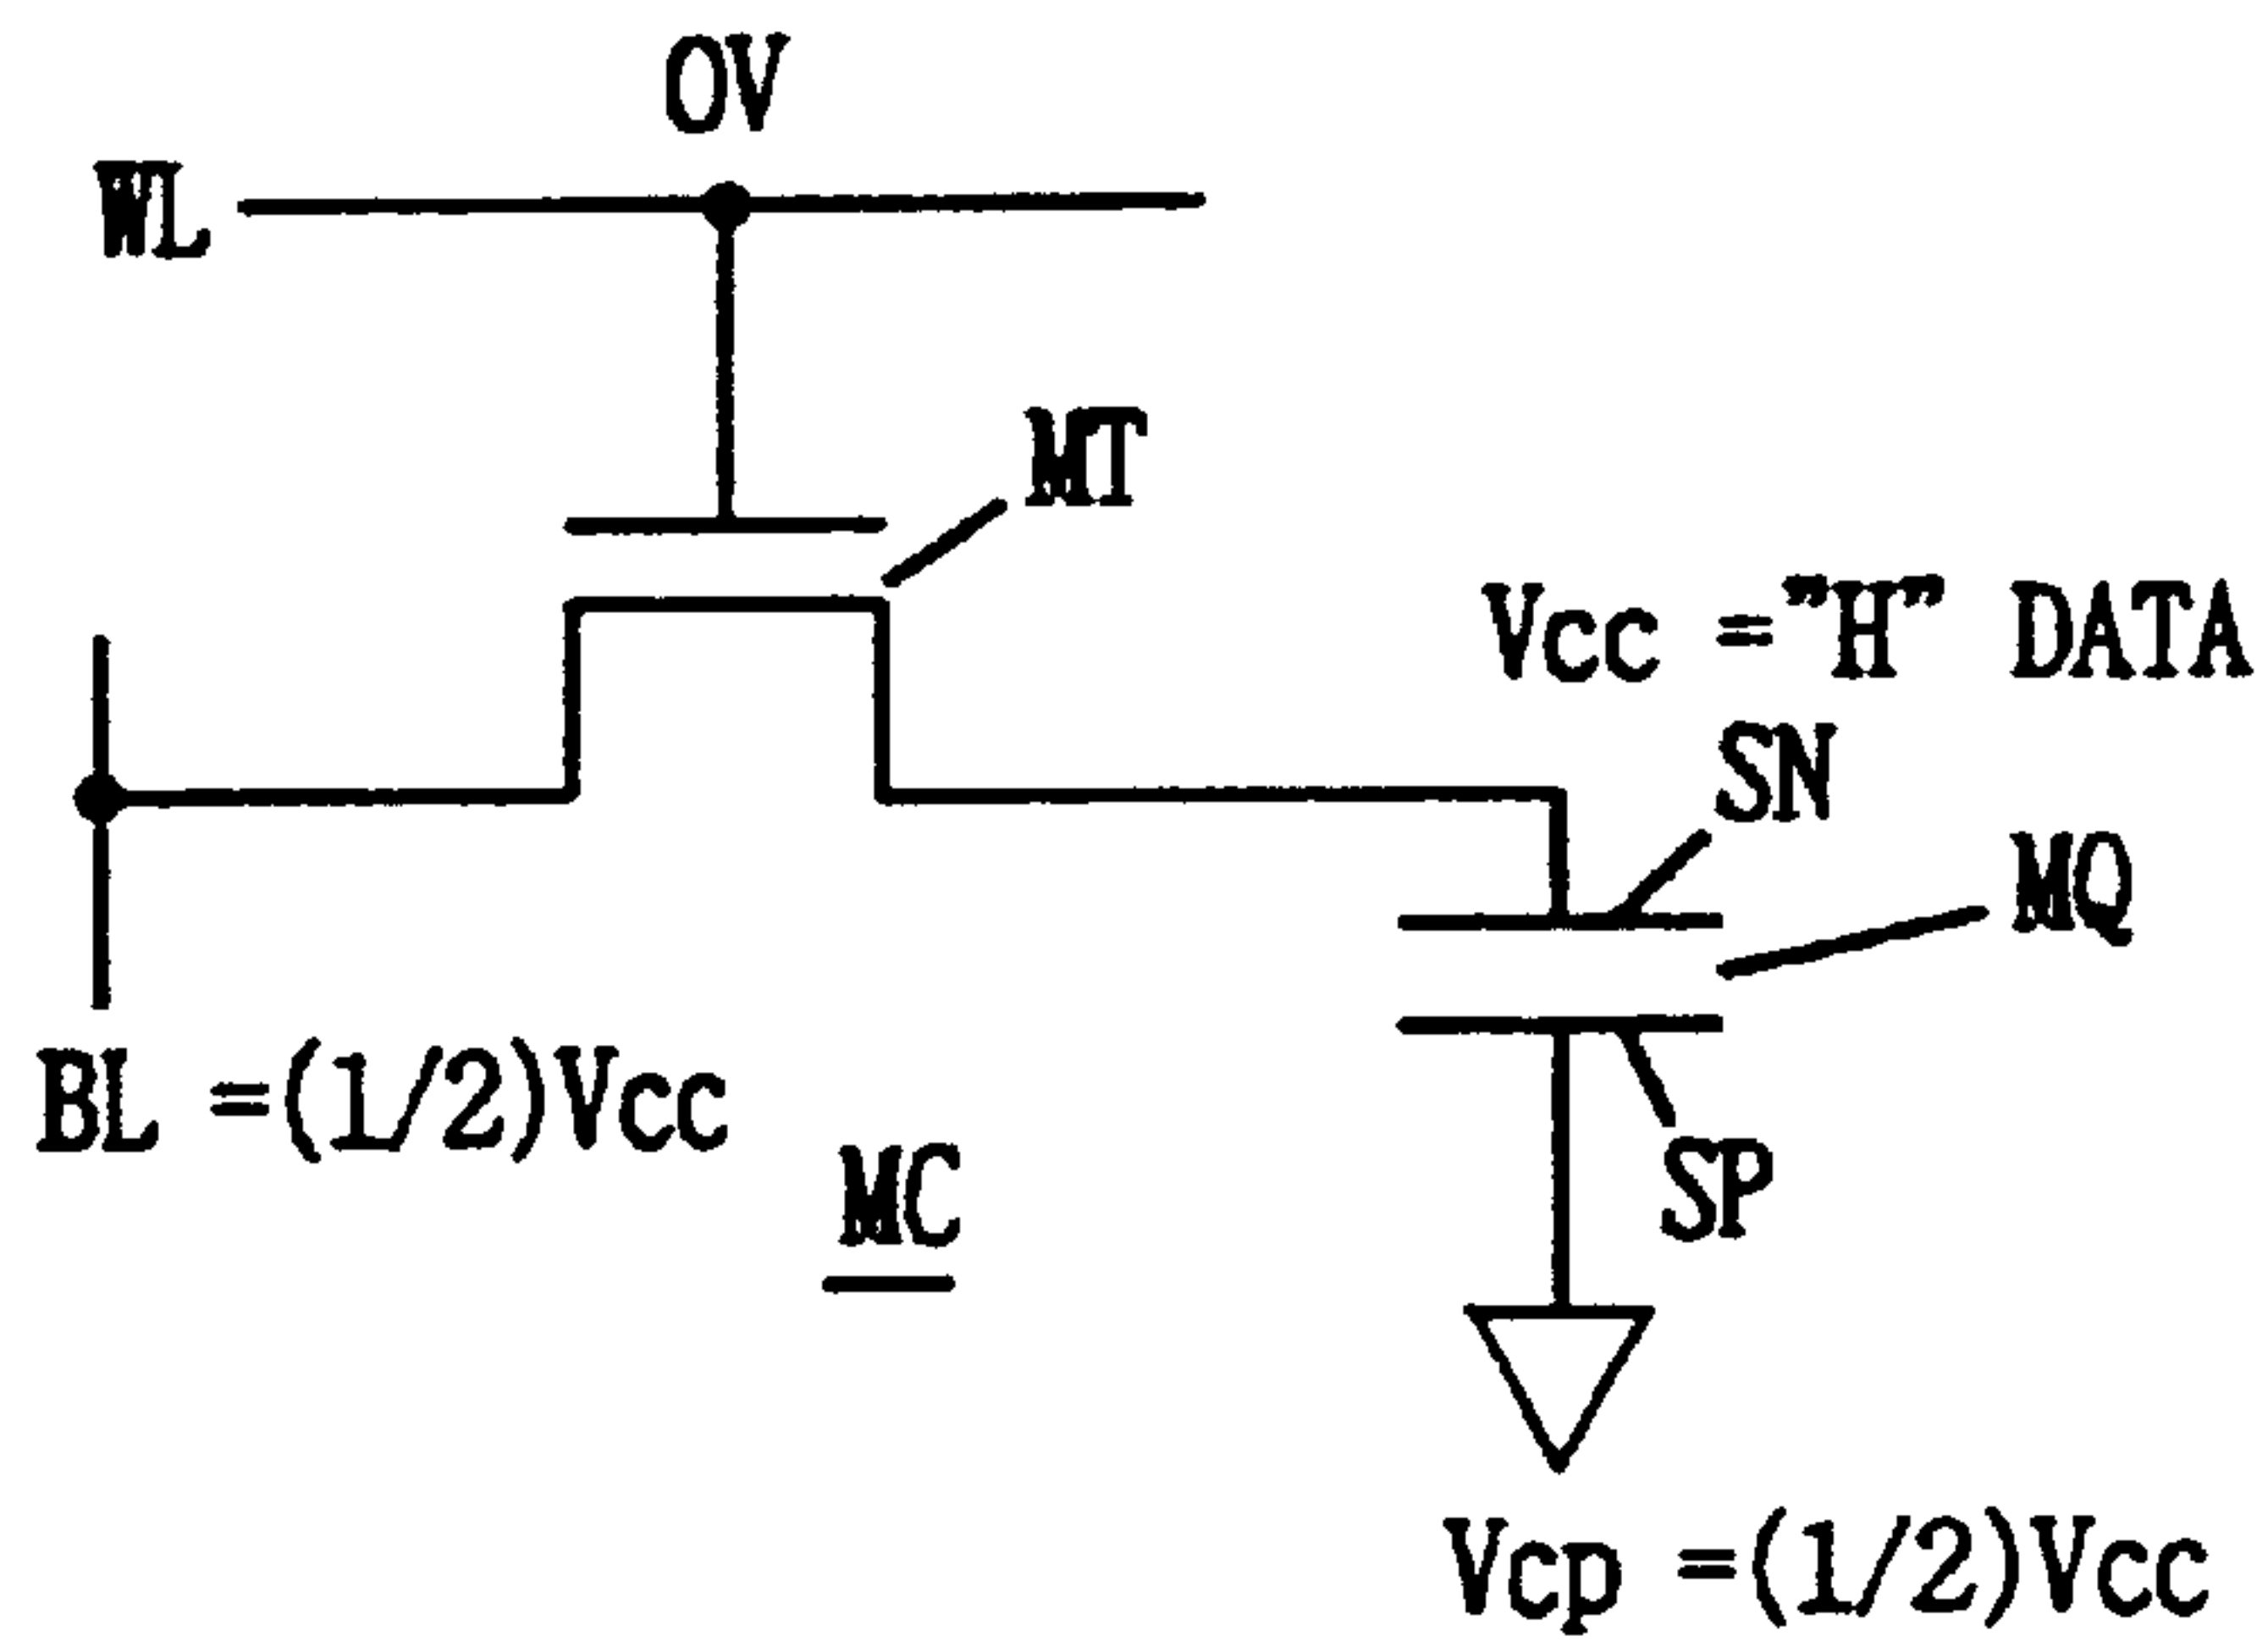 0V
WL
MT
Vcc ="H" DATA
SN
MQ
BL =(1/2)Vcc
MC
SP
Vcp =(1/2)Vcc